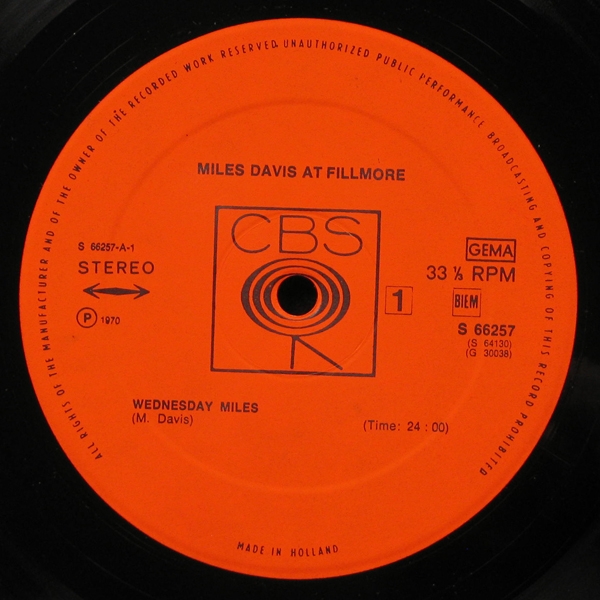 ALL RIGHTS OF THE MANUFACTURER AND OF THE OWNER OF THE RECORDED WORK RESERVED UNAUTHORIZED PUBLIC PERFORMANCE BROADCASTING AND COPYING OF THIS RECORD PROHIBITED
MILES DAVIS AT FILLMORE
CBS
S 66257-A-1
STEREO
℗ 1970
1
GEMA
33 ⅓ RPM
BIEM
S 66257
(S 64130)
(G 30038)
WEDNESDAY MILES
(M. Davis)
(Time: 24 : 00)
MADE IN HOLLAND